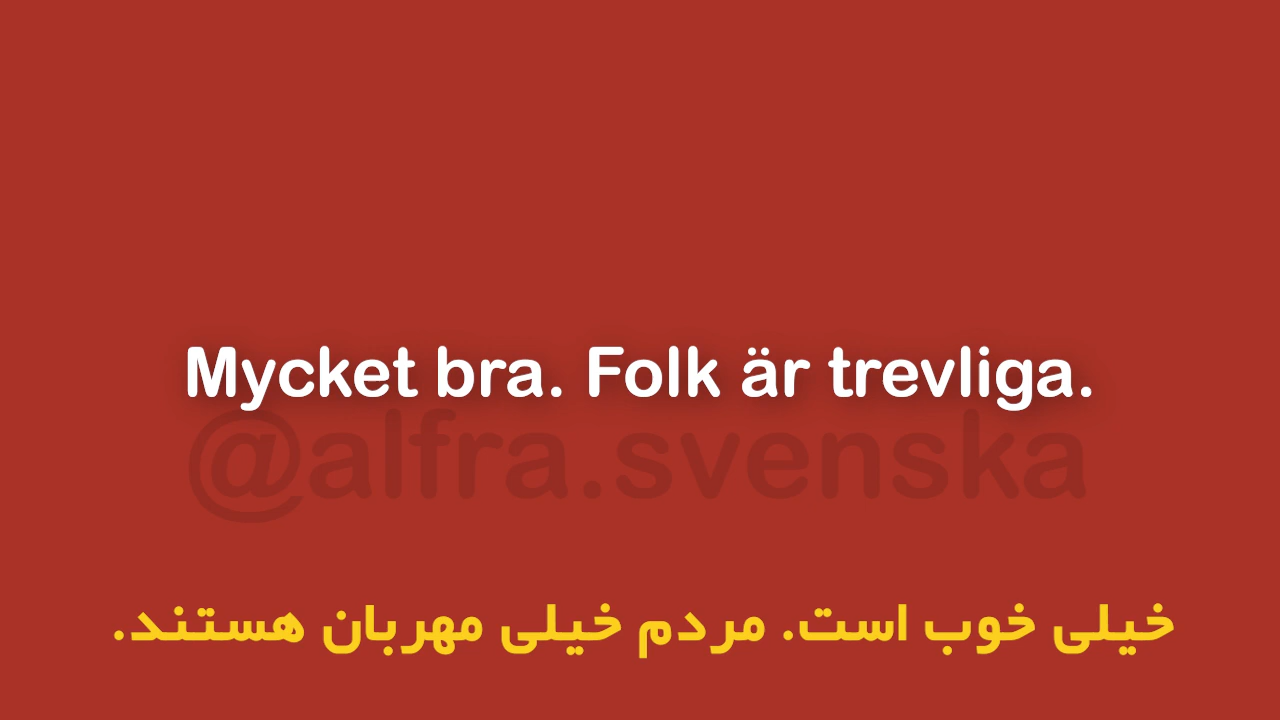 Mycket bra. Folk är trevliga.
@alfra.svenska
خیلی خوب است. مردم خیلی مهربان هستند.